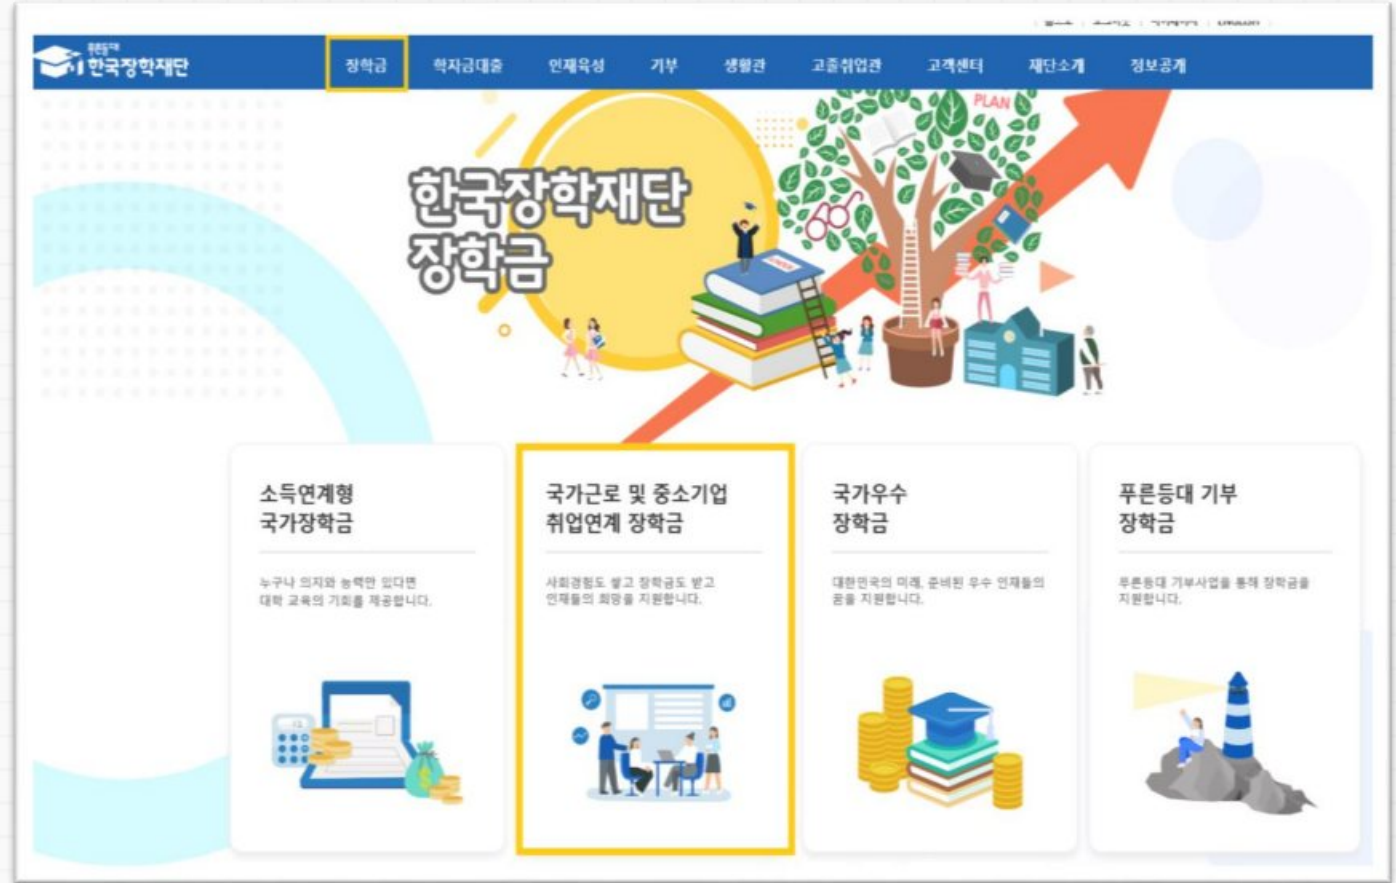 푸른등대
한국장학재단
장학금 학자금대출 인재육성 기부 생활관 고졸취업관 고객센터 재단소개 정보공개
PLAN
한국장학재단
장학금
소득연계형
국가장학금
누구나 의지와 능력만 있다면
대학 교육의 기회를 제공합니다.
국가근로 및 중소기업
취업연계 장학금
사회경험도 쌓고 장학금도 받고
인재들의 희망을 지원합니다.
국가우수
장학금
대한민국의 미래, 준비된 우수 인재들의
꿈을 지원합니다.
푸른등대 기부
장학금
푸른등대 기부사업을 통해 장학금을
지원합니다.